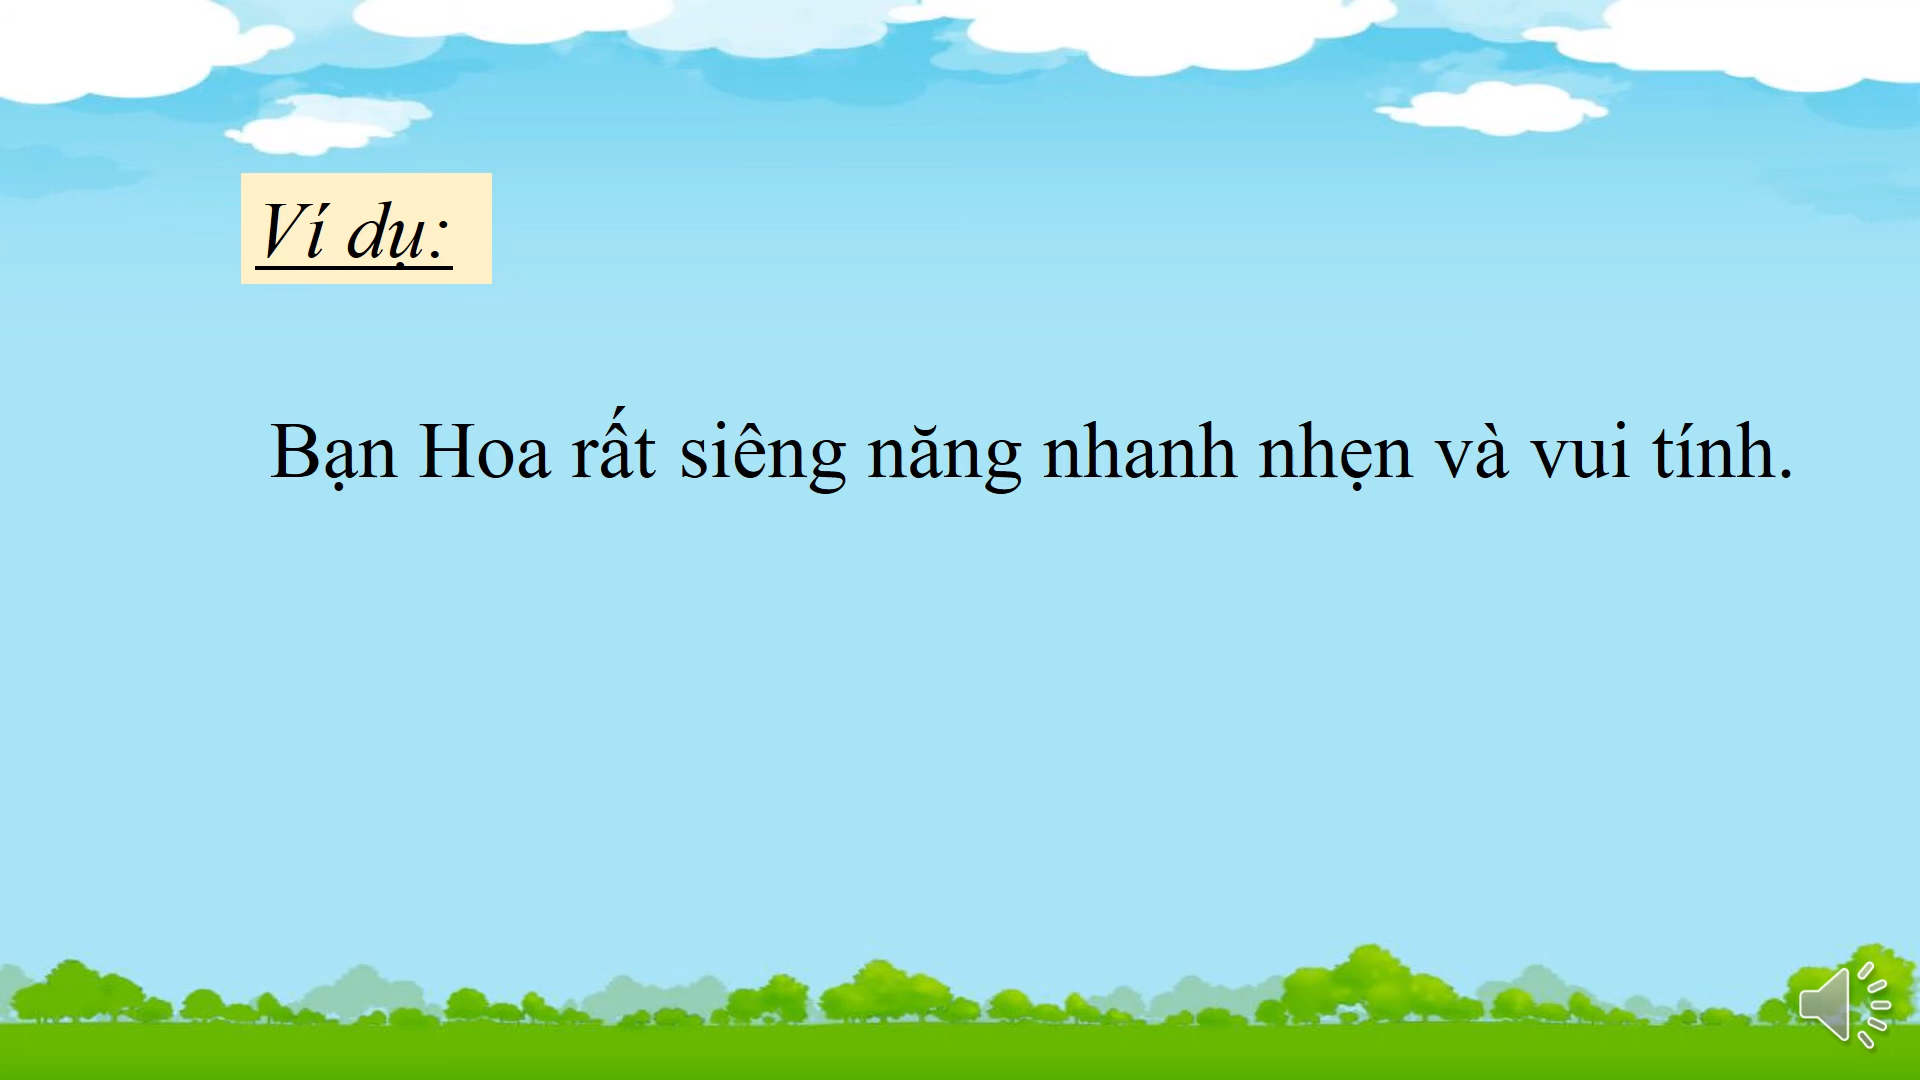 Ví dụ:
Bạn Hoa rất siêng năng nhanh nhẹn và vui tính.